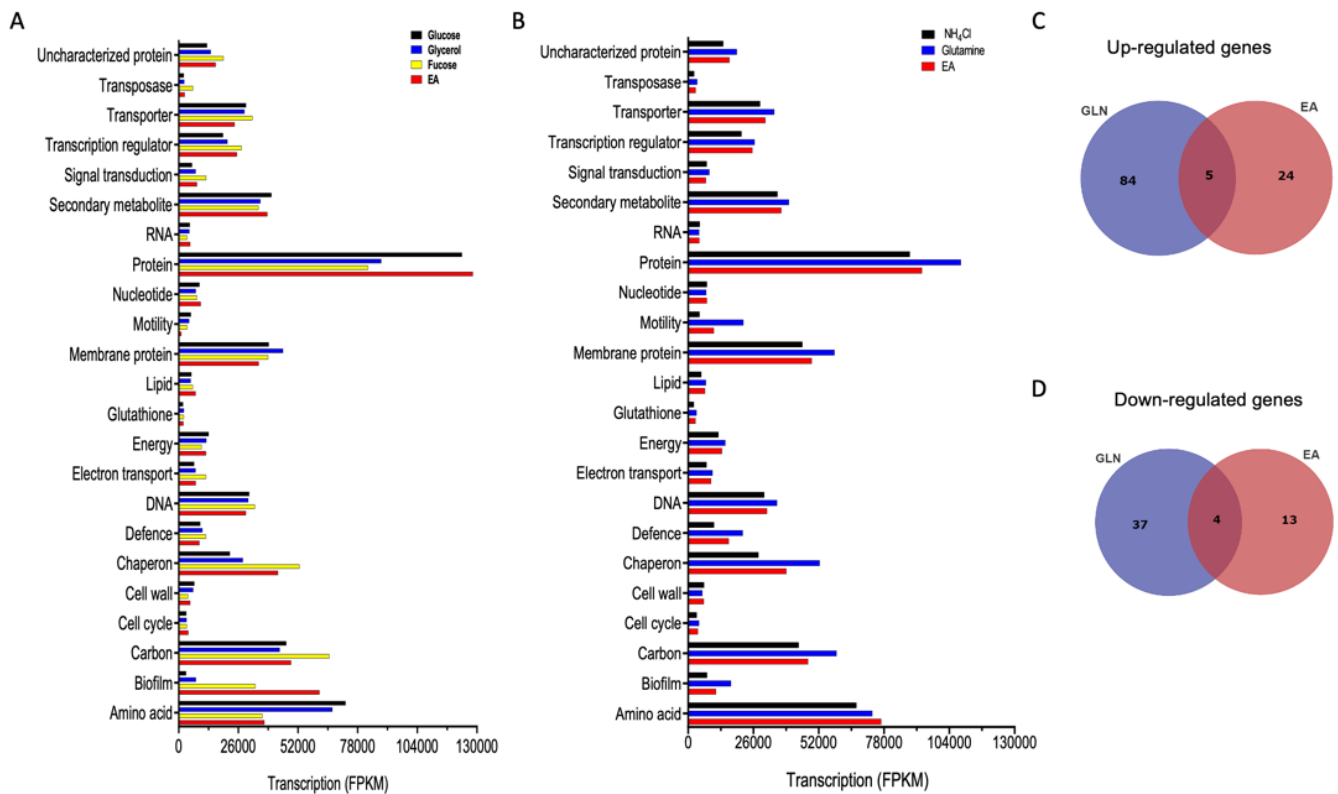 A
Glucose
Glycerol
Fucose
EA
Uncharacterized protein
Transposase
Transporter
Transcription regulator
Signal transduction
Secondary metabolite
RNA
Protein
Nucleotide
Motility
Membrane protein
Lipid
Glutathione
Energy
Electron transport
DNA
Defence
Chaperon
Cell wall
Cell cycle
Carbon
Biofilm
Amino acid
0 26000 52000 78000 104000 130000
Transcription (FPKM)
B
NH₄Cl
Glutamine
EA
Uncharacterized protein
Transposase
Transporter
Transcription regulator
Signal transduction
Secondary metabolite
RNA
Protein
Nucleotide
Motility
Membrane protein
Lipid
Glutathione
Energy
Electron transport
DNA
Defence
Chaperon
Cell wall
Cell cycle
Carbon
Biofilm
Amino acid
0 26000 52000 78000 104000 130000
Transcription (FPKM)
C
Up-regulated genes
GLN EA
84 5 24
D
Down-regulated genes
GLN EA
37 4 13